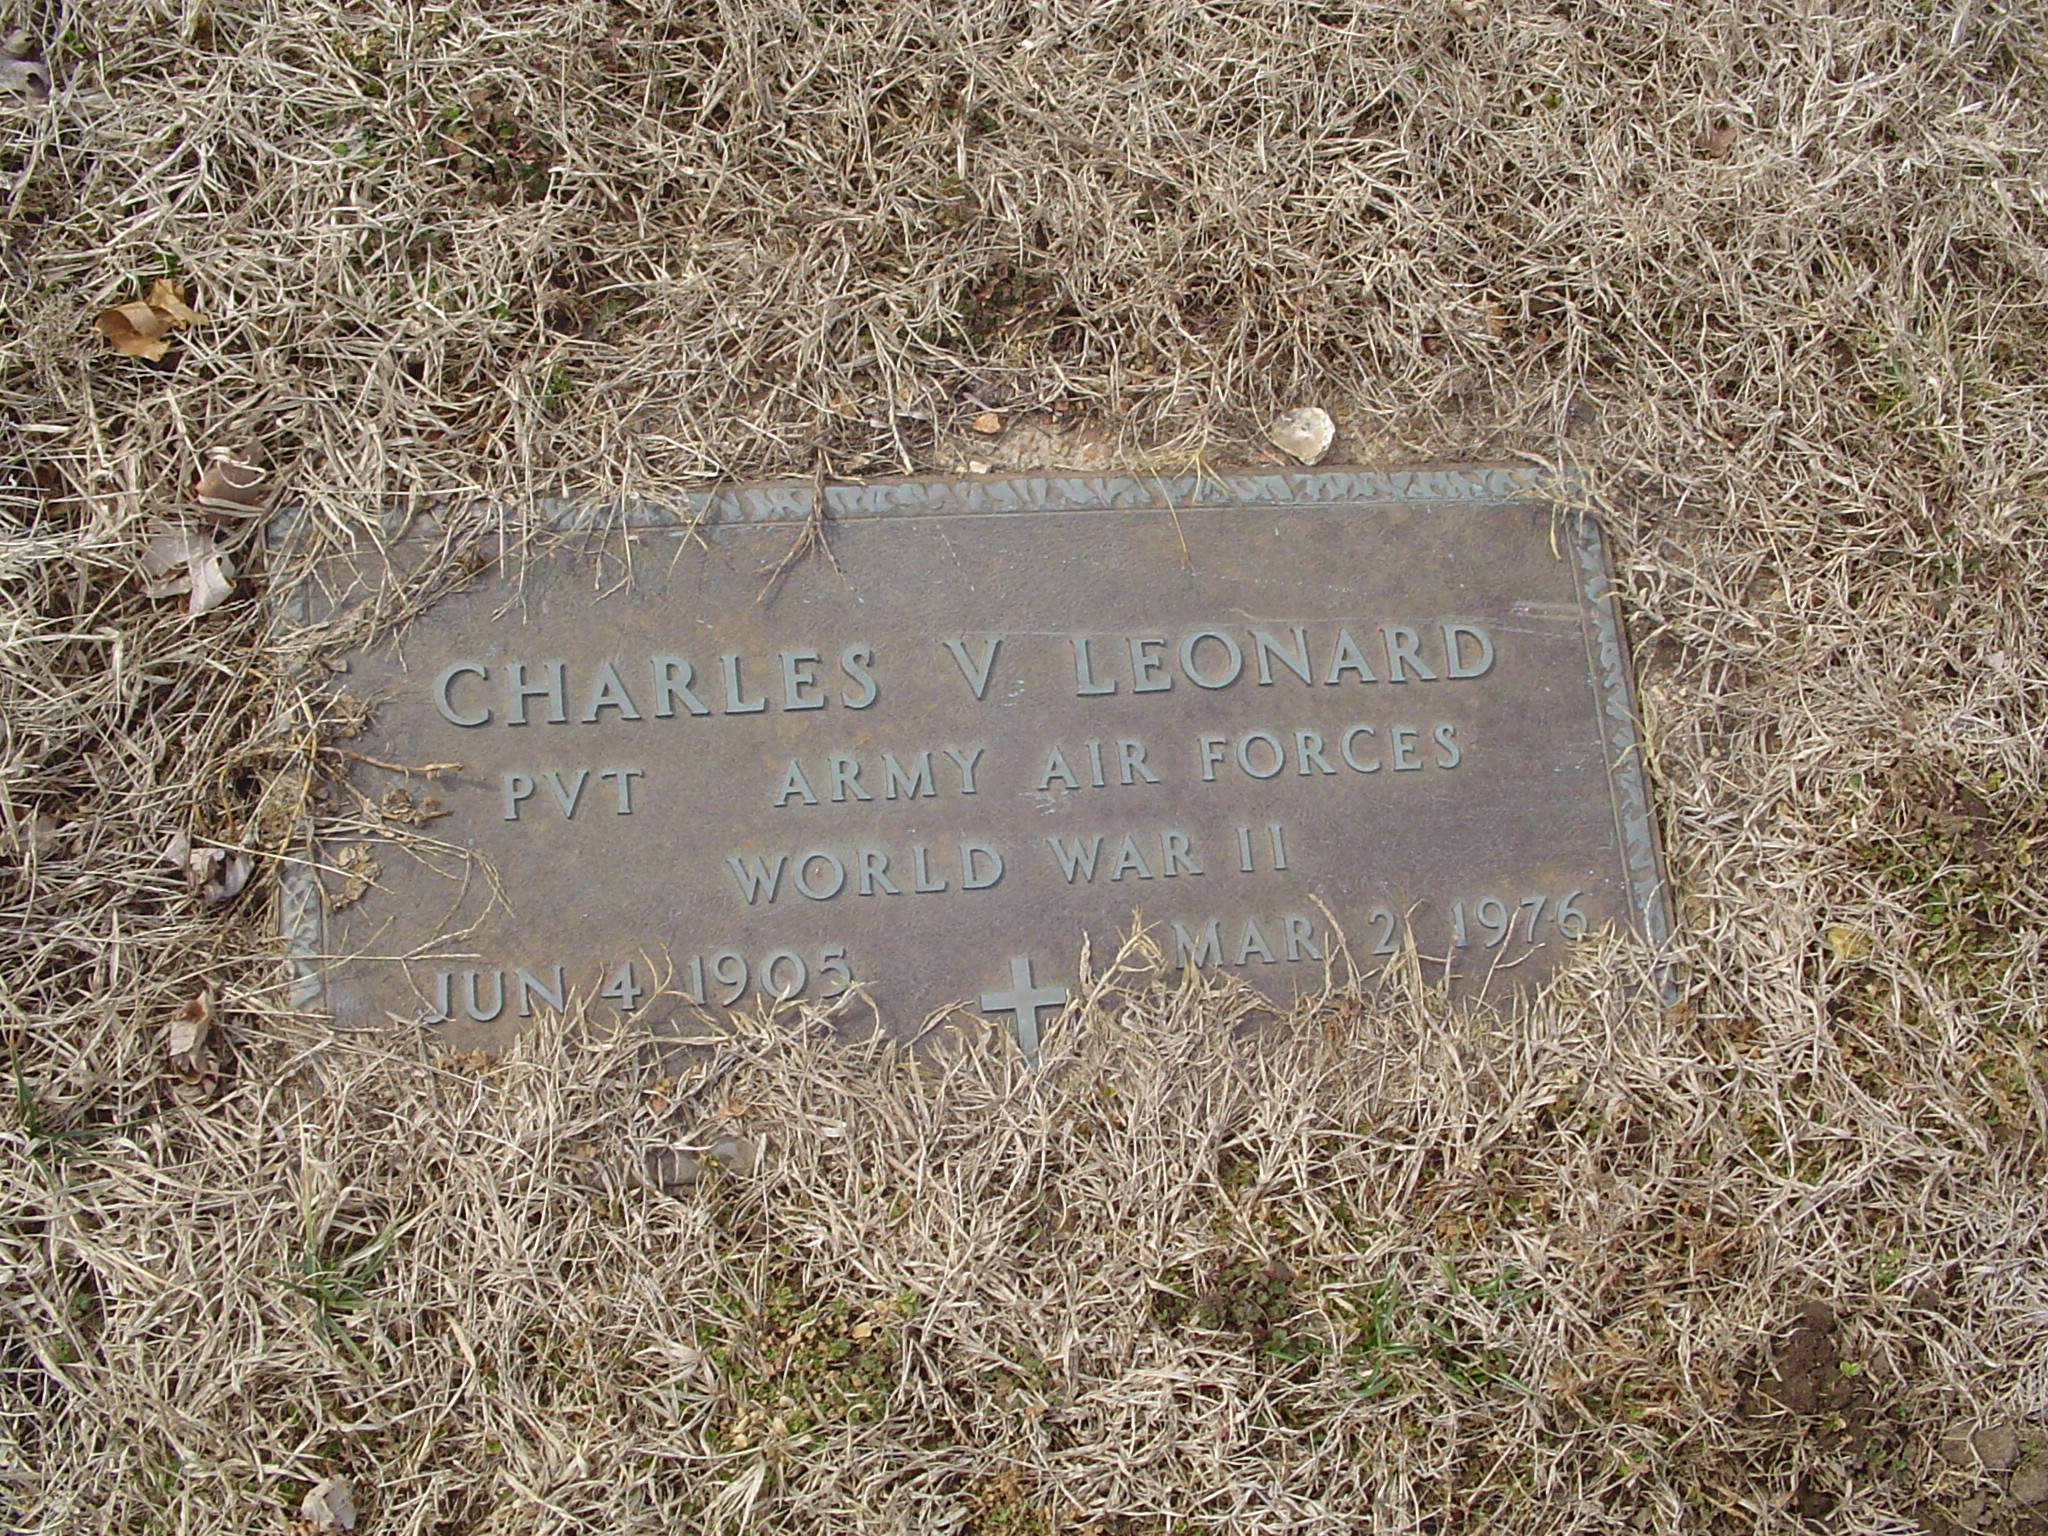 CHARLES V LEONARD
PVT ARMY AIR FORCES
WORLD WAR II
JUN 4 1905 MAR 2 1976